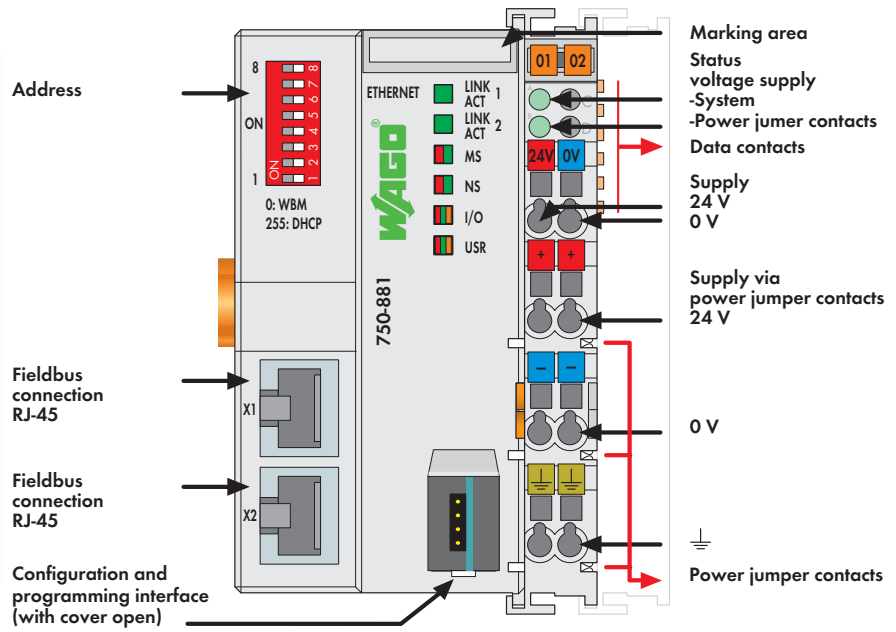 Address
8
ON
1
ON
8
7
6
5
4
3
2
1
0: WBM
255: DHCP
Fieldbus
connection
RJ-45
X1
Fieldbus
connection
RJ-45
X2
Configuration and
programming interface
(with cover open)
ETHERNET
LINK
ACT 1
LINK
ACT 2
MS
NS
I/O
USR
WAGO
®
750-881
01 02
A
C
B
D
24V 0V
+ +
– –
Marking area
Status
voltage supply
-System
-Power jumer contacts
Data contacts
Supply
24 V
0 V
Supply via
power jumper contacts
24 V
0 V
Power jumper contacts